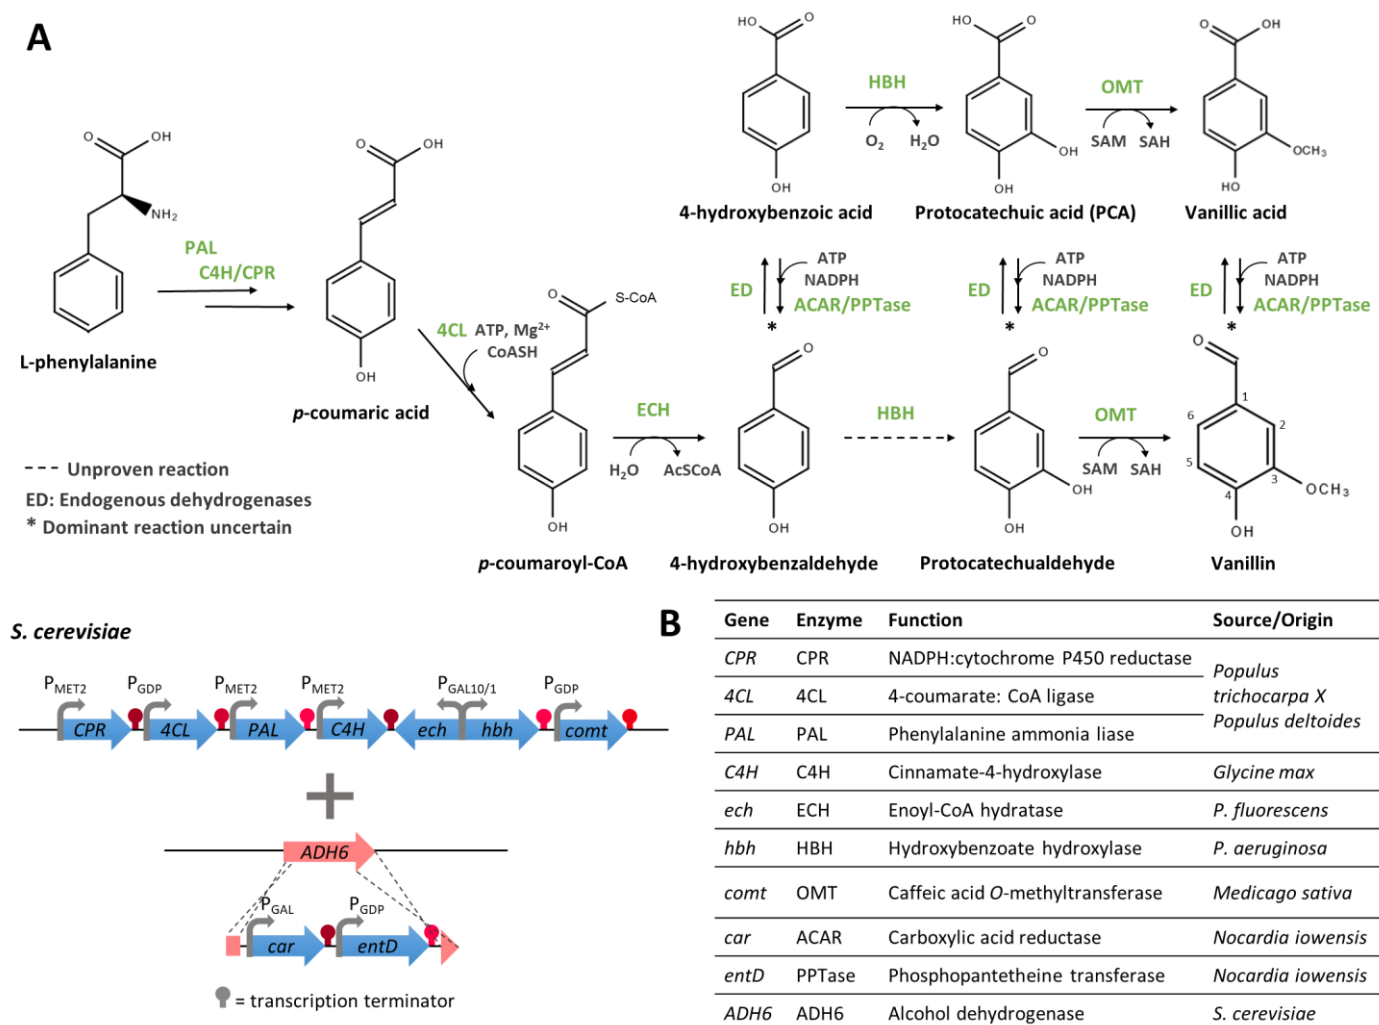 A
HO
O
HO
O
O
OH
HBH
O2
H2O
OMT
SAM
SAH
OH
OH
OH
HO
OCH3
4-hydroxybenzoic acid
Protocatechuic acid (PCA)
Vanillic acid
O
OH
NH2
O
OH
PAL
C4H/CPR
OH
L-phenylalanine
p-coumaric acid
4CL
ATP, Mg2+
CoASH
ED
ATP
NADPH
ACAR/PPTase
*
ED
ATP
NADPH
ACAR/PPTase
*
ED
ATP
NADPH
ACAR/PPTase
*
O
S-CoA
ECH
H2O
AcSCoA
OH
O
OH
HBH
O
OH
OH
OMT
SAM
SAH
O
1
2
3
4
5
6
OCH3
OH
p-coumaroyl-CoA
4-hydroxybenzaldehyde
Protocatechualdehyde
Vanillin
--- Unproven reaction
ED: Endogenous dehydrogenases
* Dominant reaction uncertain
S. cerevisiae
PMET2
PGDP
PMET2
PMET2
PGAL10/1
PGDP
CPR
4CL
PAL
C4H
ech
hbh
comt
ADH6
PGAL
PGDP
car
entD
= transcription terminator
B
Gene Enzyme Function Source/Origin
CPR CPR NADPH:cytochrome P450 reductase
4CL 4CL 4-coumarate: CoA ligase
PAL PAL Phenylalanine ammonia liase
Populus
trichocarpa X
Populus deltoides
C4H C4H Cinnamate-4-hydroxylase Glycine max
ech ECH Enoyl-CoA hydratase P. fluorescens
hbh HBH Hydroxybenzoate hydroxylase P. aeruginosa
comt OMT Caffeic acid O-methyltransferase Medicago sativa
car ACAR Carboxylic acid reductase Nocardia iowensis
entD PPTase Phosphopantetheine transferase Nocardia iowensis
ADH6 ADH6 Alcohol dehydrogenase S. cerevisiae